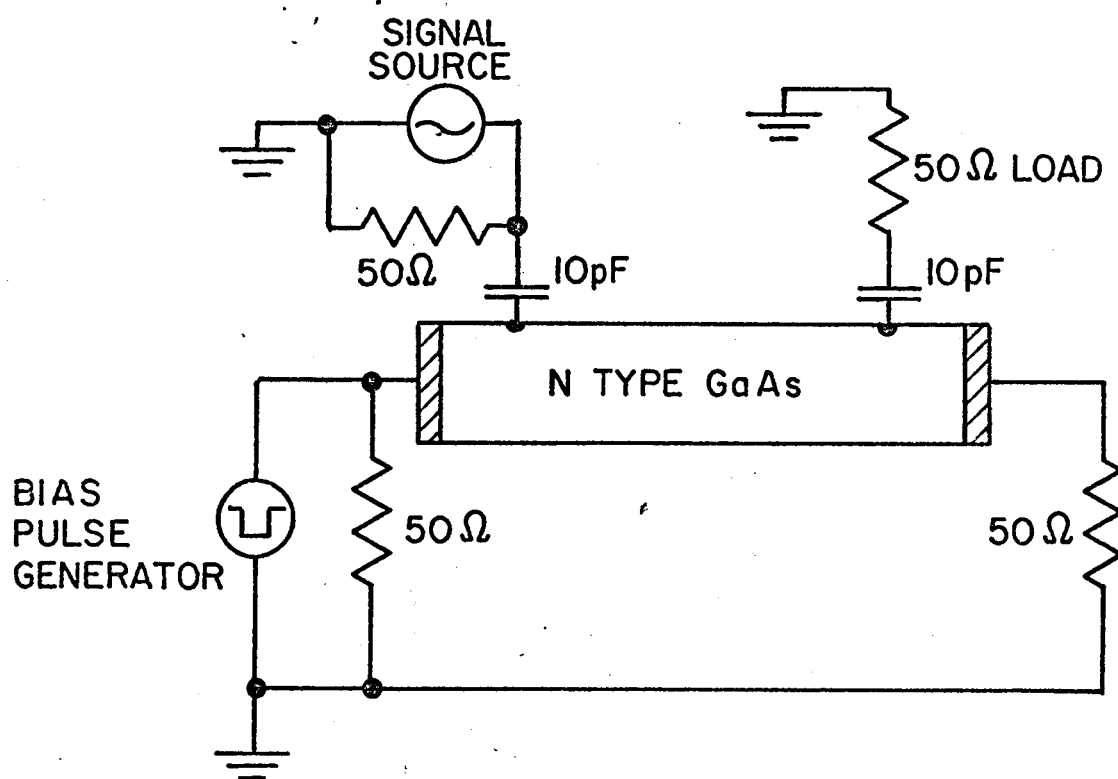 SIGNAL
SOURCE
50Ω LOAD
50Ω
10pF
10pF
N TYPE GaAs
BIAS
PULSE
GENERATOR
50Ω
50Ω